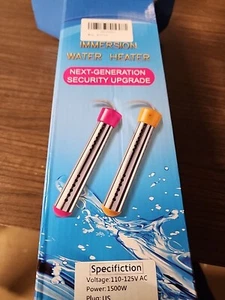 IMMERSION
WATER HEATER
NEXT-GENERATION
SECURITY UPGRADE
Specifiction
Voltage:110-125V AC
Power:1500W
Plug:US